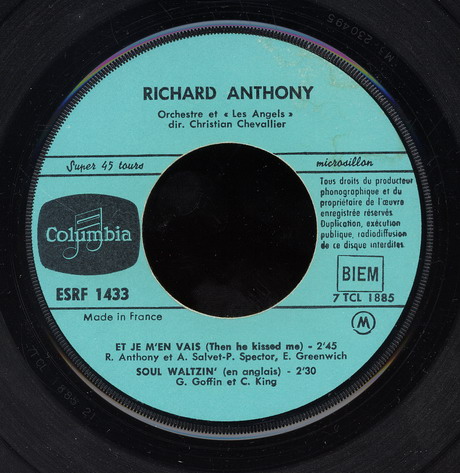 RICHARD ANTHONY
Orchestre et « Les Angels »
dir. Christian Chevallier
Super 45 tours
microsillon
Columbia
Tous droits du producteur
phonographique et du
propriétaire de l'œuvre
enregistrée réservés.
Duplication, exécution
publique, radiodiffusion
de ce disque interdites.
BIEM
ESRF 1433
7 TCL 1885
Made in France
M
ET JE M'EN VAIS (Then he kissed me) - 2'45
R. Anthony et A. Salvet-P. Spector, E. Greenwich
SOUL WALTZIN' (en anglais) - 2'30
G. Goffin et C. King